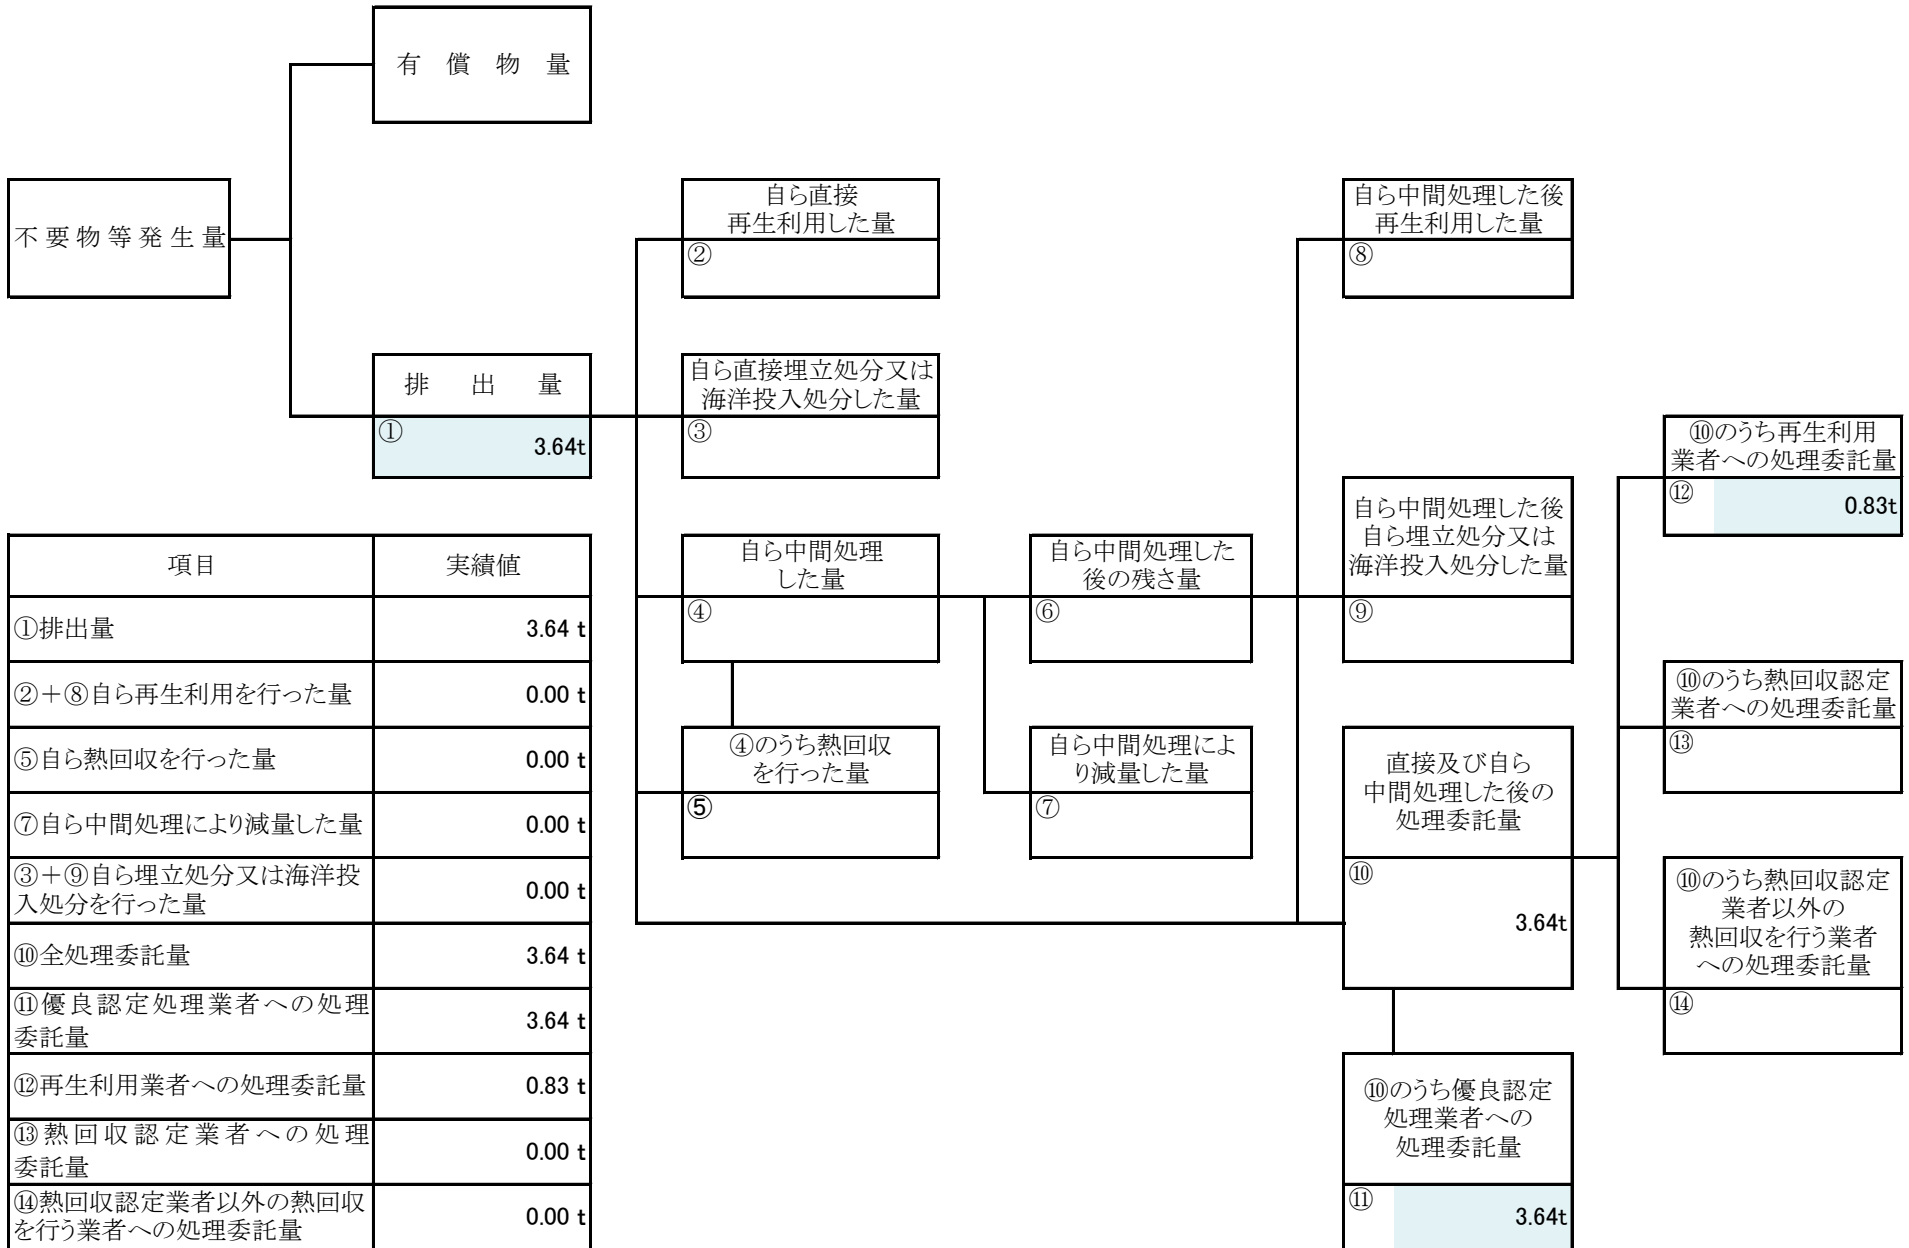 有 償 物 量
不 要 物 等 発 生 量
自ら直接
再生利用した量
②
自ら中間処理した後
再生利用した量
⑧
排 出 量
①
3.64t
自ら直接埋立処分又は
海洋投入処分した量
③
⑩のうち再生利用
業者への処理委託量
⑫
0.83t
自ら中間処理
した量
④
自ら中間処理した
後の残さ量
⑥
自ら中間処理した後
自ら埋立処分又は
海洋投入処分した量
⑨
⑩のうち熱回収認定
業者への処理委託量
⑬
④のうち熱回収
を行った量
⑤
自ら中間処理によ
り減量した量
⑦
直接及び自ら
中間処理した後の
処理委託量
⑩
3.64t
⑩のうち熱回収認定
業者以外の
熱回収を行う業者
への処理委託量
⑭
⑩のうち優良認定
処理業者への
処理委託量
⑪
3.64t
項目 実績値
①排出量 3.64 t
②＋⑧自ら再生利用を行った量 0.00 t
⑤自ら熱回収を行った量 0.00 t
⑦自ら中間処理により減量した量 0.00 t
③＋⑨自ら埋立処分又は海洋投
入処分を行った量 0.00 t
⑩全処理委託量 3.64 t
⑪優良認定処理業者への処理
委託量 3.64 t
⑫再生利用業者への処理委託量 0.83 t
⑬熱回収認定業者への処理
委託量 0.00 t
⑭熱回収認定業者以外の熱回収
を行う業者への処理委託量 0.00 t